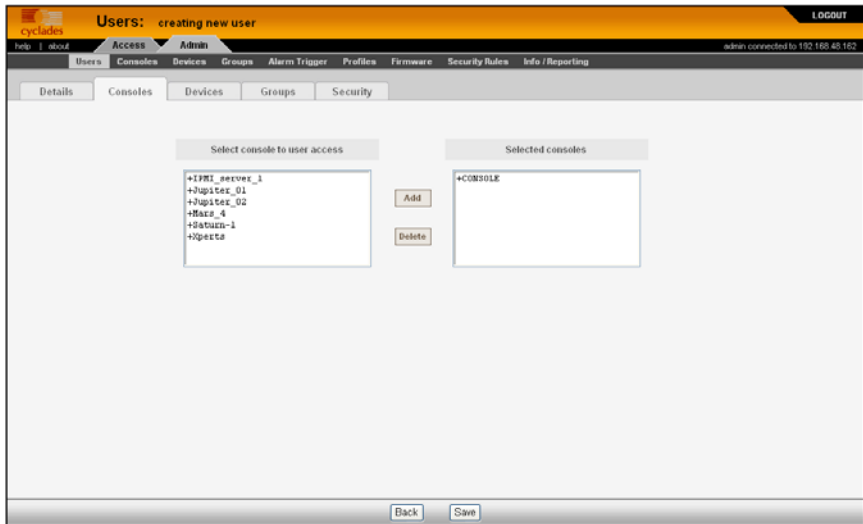 LOGOUT
Users: creating new user
cyclades
help | about Access Admin admin connected to 192.168.48.162
Users Consoles Devices Groups Alarm Trigger Profiles Firmware Security Rules Info / Reporting
Details Consoles Devices Groups Security
Select console to user access Selected consoles
+IPMI_server_1 +CONSOLE
+Jupiter_01
+Jupiter_02
+Mars_4
+Saturn-1
+Xperts
Add
Delete
Back Save